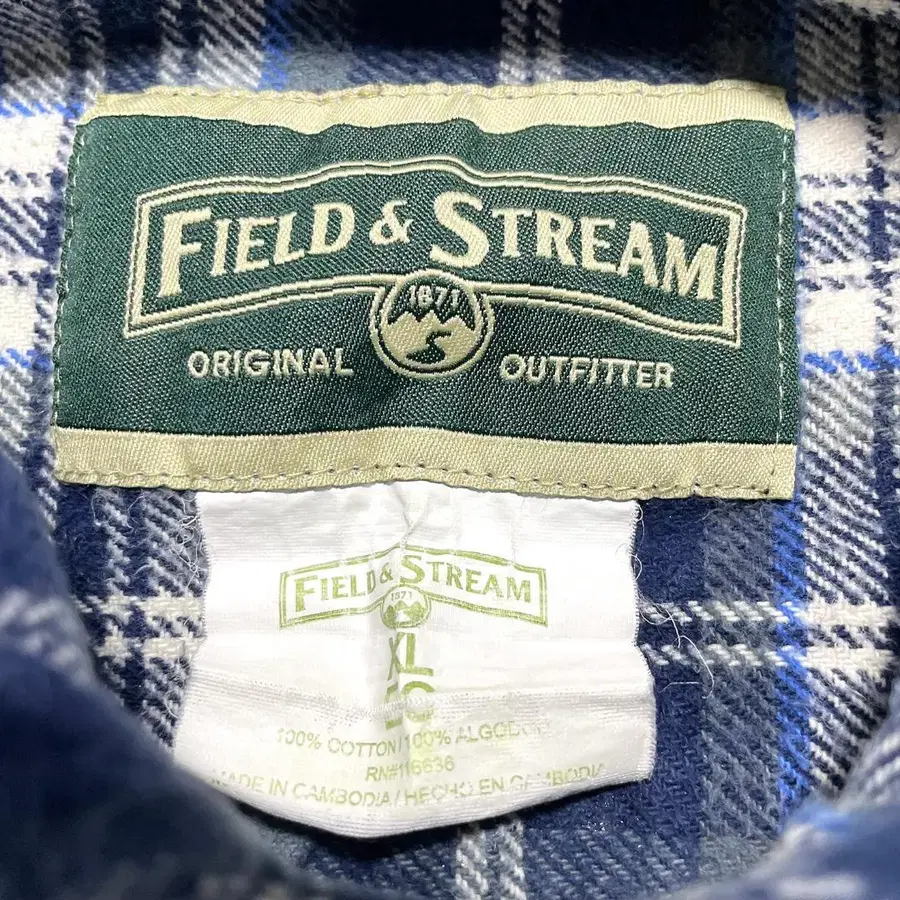 FIELD & STREAM
1871
ORIGINAL OUTFITTER
FIELD & STREAM
1871
XL
100% COTTON / 100% ALGODON
RN#116636
MADE IN CAMBODIA / HECHO EN CAMBODIA